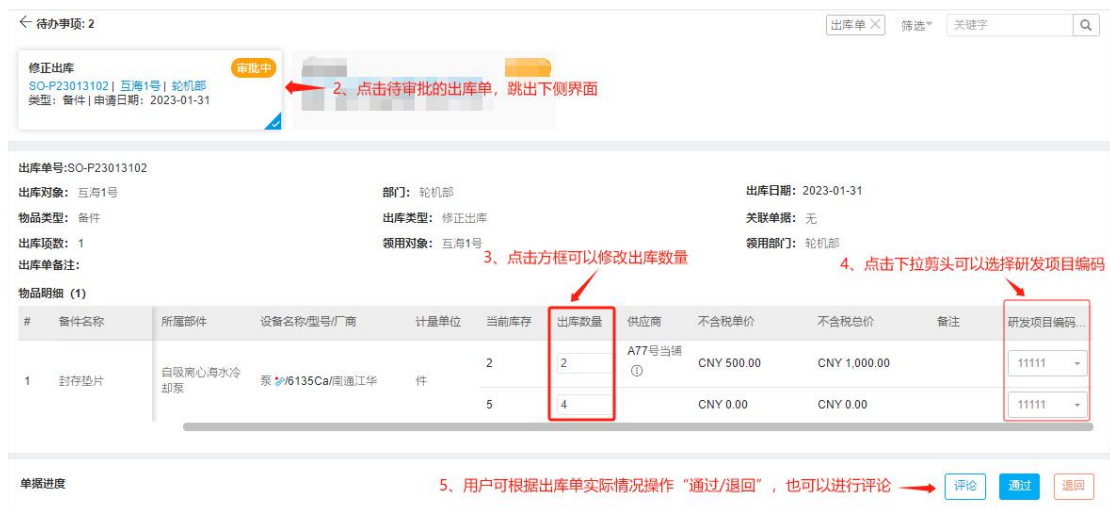 ← 待办事项: 2
出库单 ×
筛选
关键字
修正出库
审批中
SO-P23013102 | 互海1号 | 轮机部
类型：备件 | 申请日期：2023-01-31
2、点击待审批的出库单，跳出下侧界面
出库单号:SO-P23013102
出库对象：互海1号
部门：轮机部
出库日期：2023-01-31
物品类型：备件
出库类型：修正出库
关联单据：无
出库项数：1
领用对象：互海1号
领用部门：轮机部
出库单备注：
3、点击方框可以修改出库数量
4、点击下拉剪头可以选择研发项目编码
物品明细（1）
# 备件名称 所属部件 设备名称/型号/厂商 计量单位 当前库存 出库数量 供应商 不含税单价 不含税总价 备注 研发项目编码...
1 封存垫片 自吸离心海水冷却泵 泵 /6135Ca/南通江华 件 2 2 A77号当铺 CNY 500.00 CNY 1,000.00 11111
5 4 CNY 0.00 CNY 0.00 11111
单据进度
5、用户可根据出库单实际情况操作“通过/退回”，也可以进行评论
评论 通过 退回